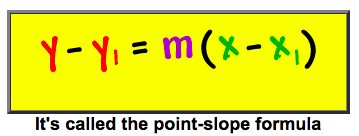 y - y₁ = m(x - x₁)
It's called the point-slope formula